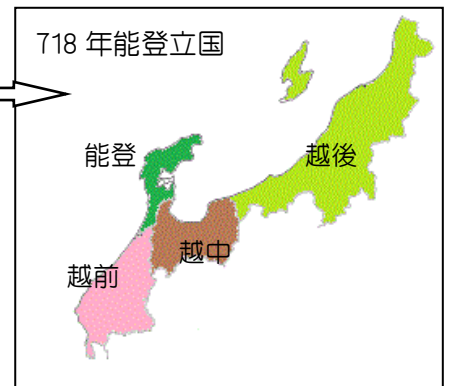 718 年能登立国
能登
越後
越中
越前